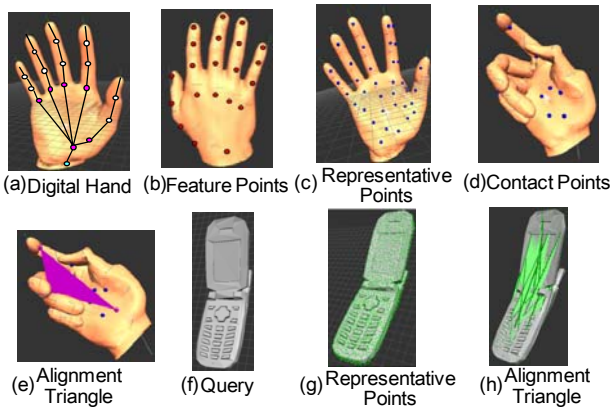 (a) Digital Hand
(b) Feature Points
(c) Representative
Points
(d) Contact Points
(e) Alignment
Triangle
(f) Query
(g) Representative
Points
(h) Alignment
Triangle